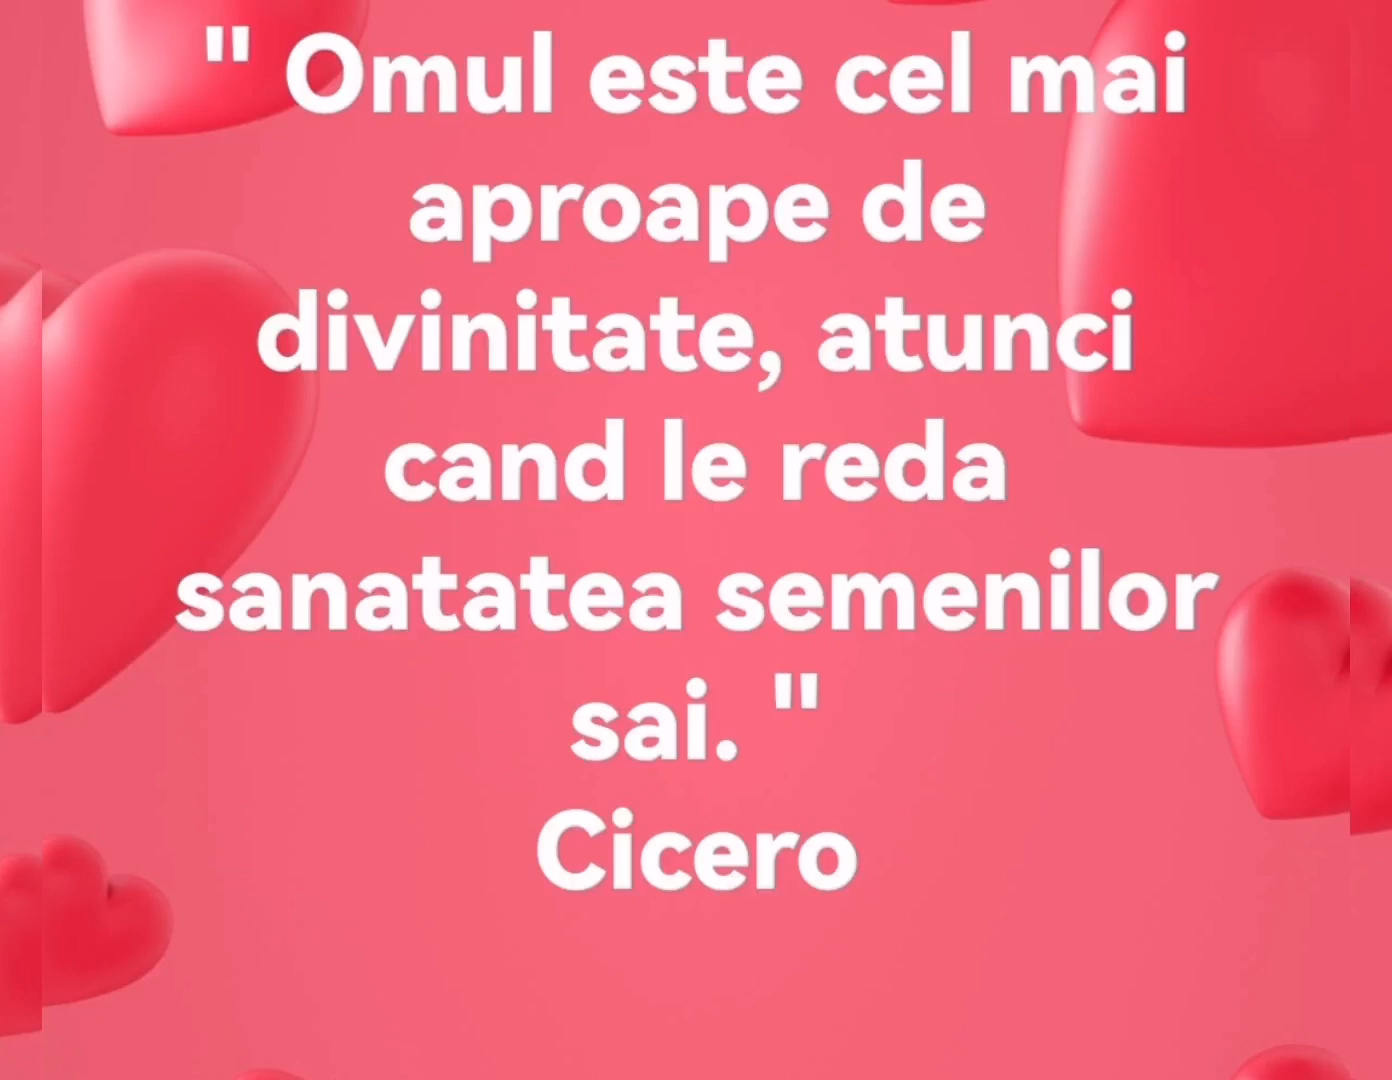 " Omul este cel mai
aproape de
divinitate, atunci
cand le reda
sanatatea semenilor
sai. "
Cicero